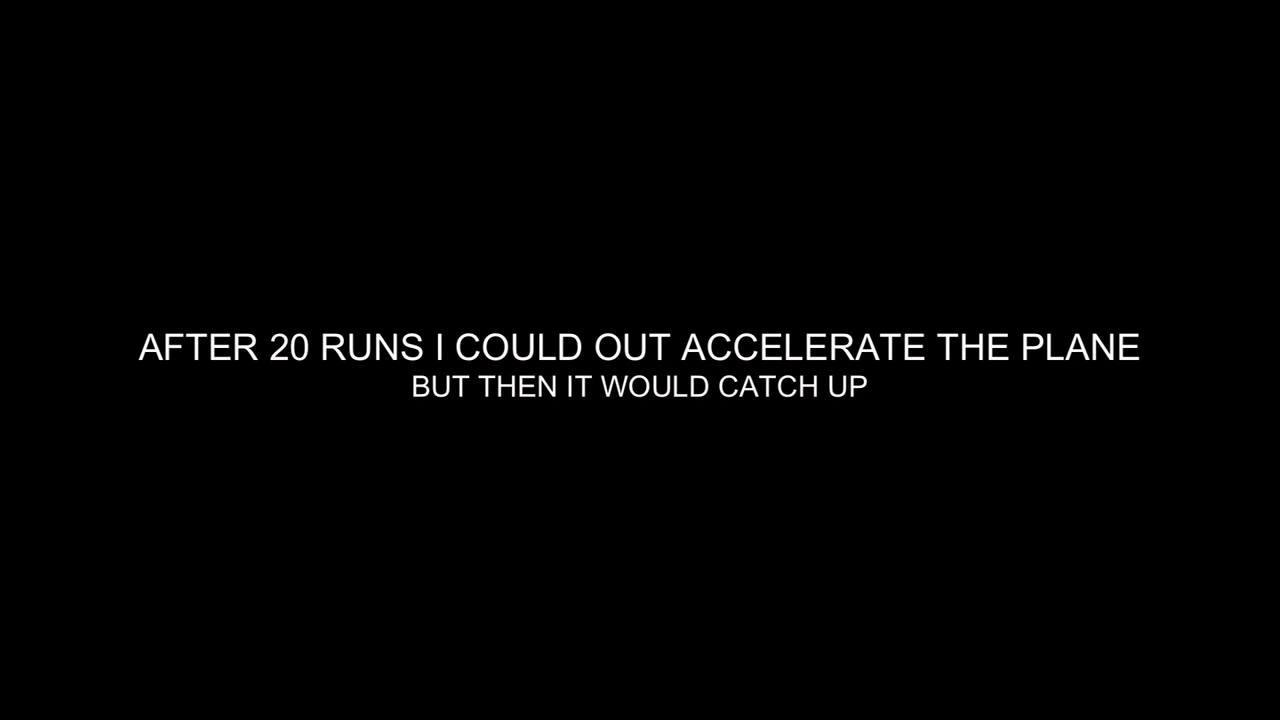 AFTER 20 RUNS I COULD OUT ACCELERATE THE PLANE
BUT THEN IT WOULD CATCH UP